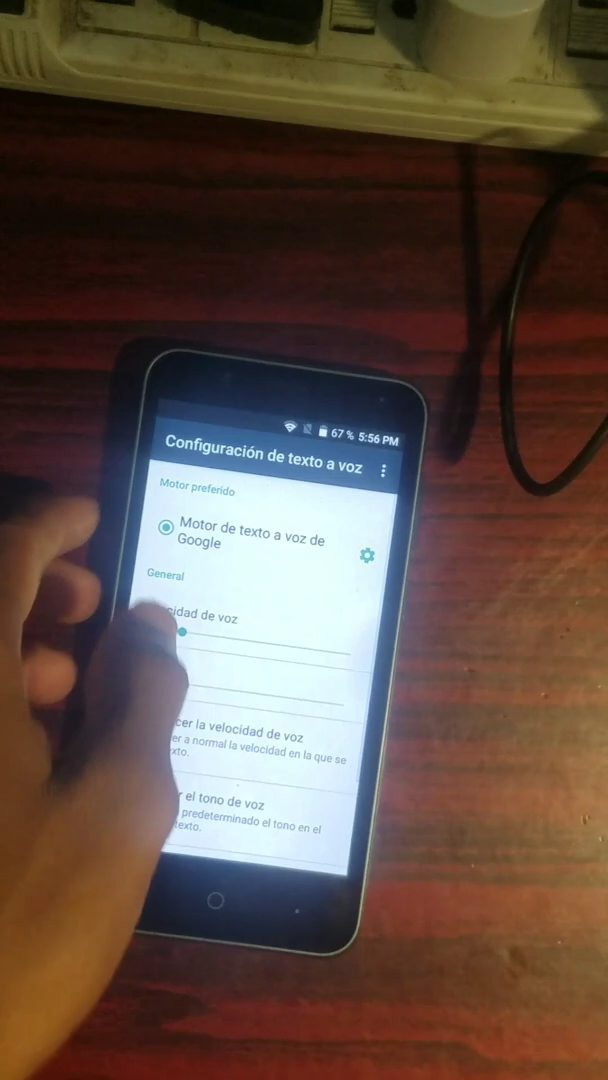 67 % 5:56 PM
Configuración de texto a voz
Motor preferido
Motor de texto a voz de
Google
General
cidad de voz
cer la velocidad de voz
er a normal la velocidad en la que se
exto.
r el tono de voz
predeterminado el tono en el
texto.